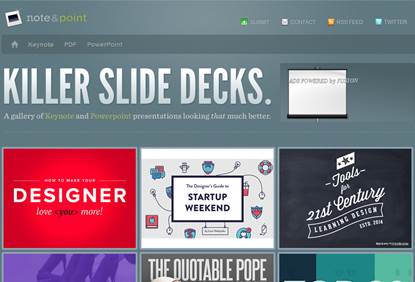 note&point
SUBMIT
CONTACT
RSS FEED
TWITTER
Keynote
PDF
PowerPoint
KILLER SLIDE DECKS.
ADS POWERED by FUSION
A gallery of Keynote and Powerpoint presentations looking that much better.
HOW TO MAKE YOUR
DESIGNER
love <you> more!
The Designer's Guide to
STARTUP
WEEKEND
Tools
for
21st Century
LEARNING DESIGN
ESTD 2014
THE QUOTABLE POPE